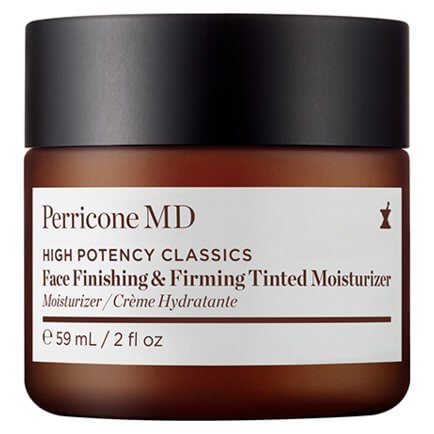 Perricone MD
HIGH POTENCY CLASSICS
Face Finishing & Firming Tinted Moisturizer
Moisturizer / Crème Hydratante
℮ 59 mL / 2 fl oz